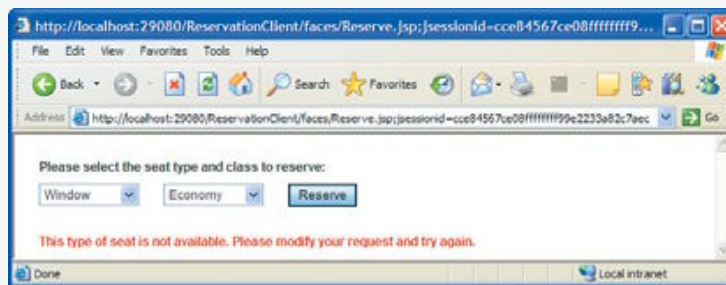 http://localhost:29080/ReservationClient/faces/Reserve.jsp;jsessionid=cce84567ce08ffffffff9...
File Edit View Favorites Tools Help
Back Search Favorites
Address http://localhost:29080/ReservationClient/faces/Reserve.jsp;jsessionid=cce84567ce08ffffffff99e2233a82c7aec Go
Please select the seat type and class to reserve:
Window Economy Reserve
This type of seat is not available. Please modify your request and try again.
Done Local intranet